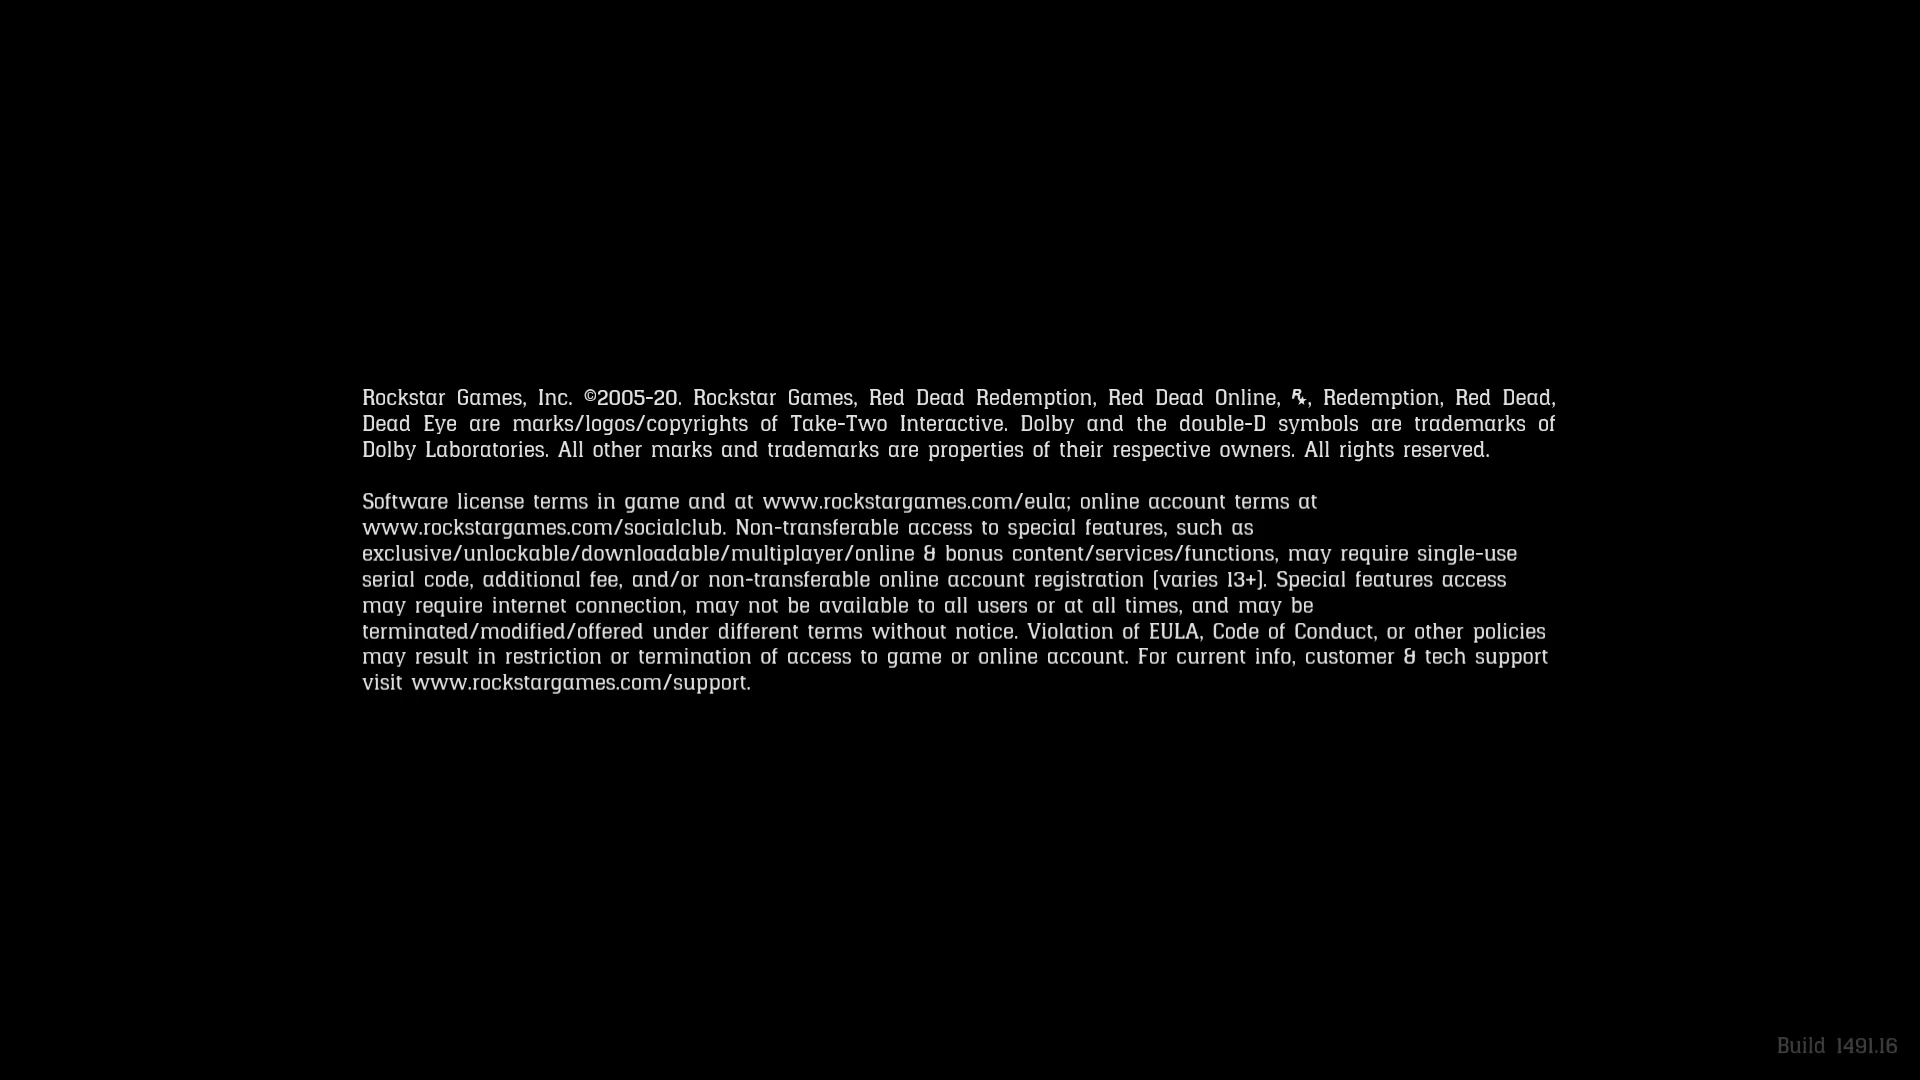 Rockstar Games, Inc. ©2005-20. Rockstar Games, Red Dead Redemption, Red Dead Online, R★, Redemption, Red Dead,
Dead Eye are marks/logos/copyrights of Take-Two Interactive. Dolby and the double-D symbols are trademarks of
Dolby Laboratories. All other marks and trademarks are properties of their respective owners. All rights reserved.
Software license terms in game and at www.rockstargames.com/eula; online account terms at
www.rockstargames.com/socialclub. Non-transferable access to special features, such as
exclusive/unlockable/downloadable/multiplayer/online & bonus content/services/functions, may require single-use
serial code, additional fee, and/or non-transferable online account registration (varies 13+). Special features access
may require internet connection, may not be available to all users or at all times, and may be
terminated/modified/offered under different terms without notice. Violation of EULA, Code of Conduct, or other policies
may result in restriction or termination of access to game or online account. For current info, customer & tech support
visit www.rockstargames.com/support.
Build 1491.16